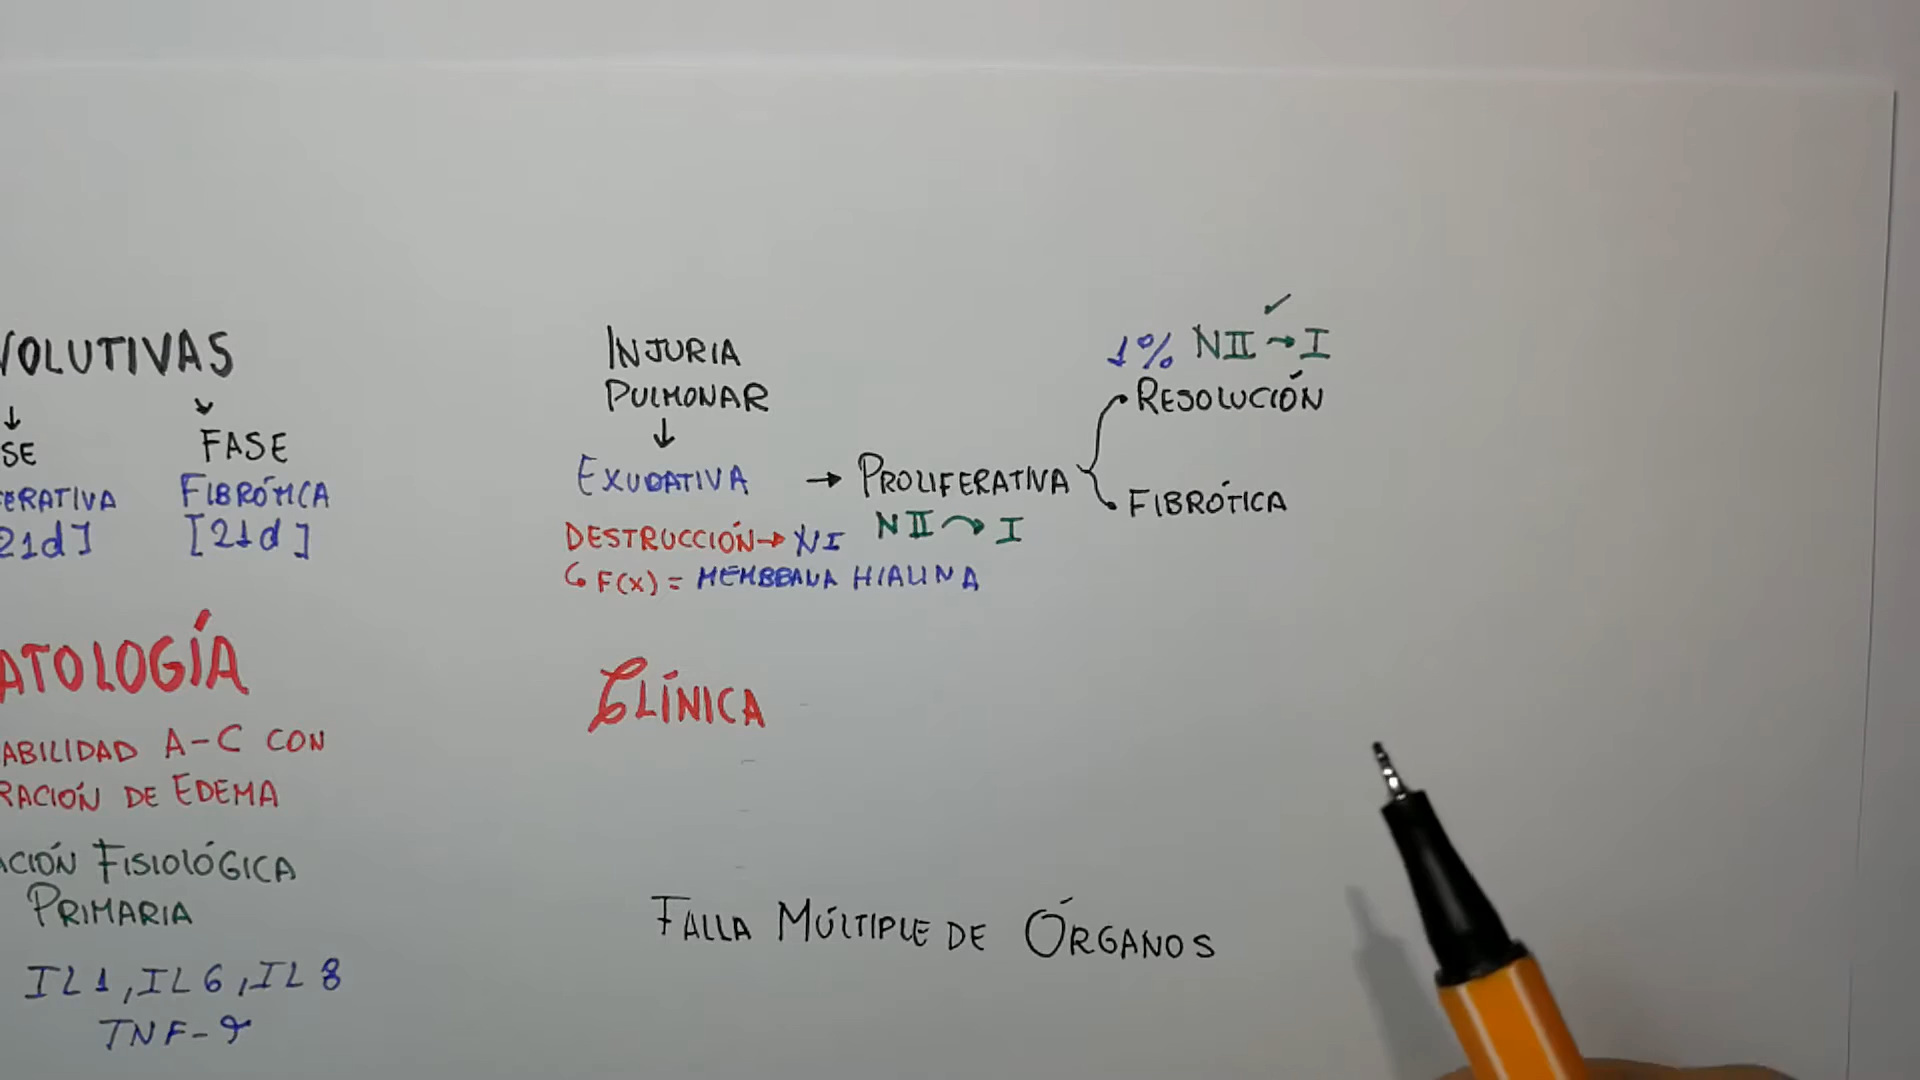 VOLUTIVAS
↓ ↘
SE FASE
ERATIVA FIBRÓTICA
21d] [21d]
ATOLOGÍA
ABILIDAD A-C CON
RACIÓN DE EDEMA
ACIÓN FISIOLÓGICA
PRIMARIA
IL1, IL6, IL8
TNF-
INJURIA
PULMONAR
↓
EXUDATIVA → PROLIFERATIVA
NII → I
DESTRUCCIÓN → NI
↳ F(X) = MEMBRANA HIALINA
1% NII → I ✓
RESOLUCIÓN
FIBRÓTICA
CLÍNICA
FALLA MÚLTIPLE DE ÓRGANOS